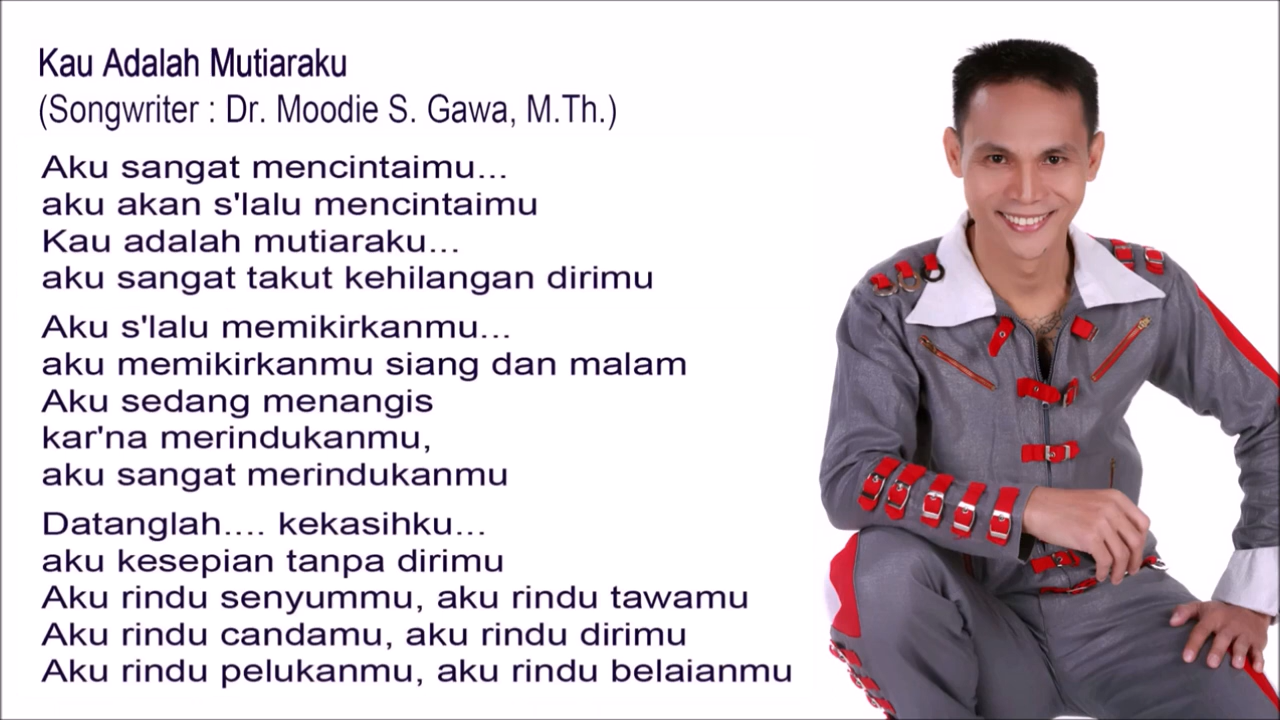 Kau Adalah Mutiaraku
(Songwriter : Dr. Moodie S. Gawa, M.Th.)
Aku sangat mencintaimu...
aku akan s'lalu mencintaimu
Kau adalah mutiaraku...
aku sangat takut kehilangan dirimu
Aku s'lalu memikirkanmu...
aku memikirkanmu siang dan malam
Aku sedang menangis
kar'na merindukanmu,
aku sangat merindukanmu
Datanglah.... kekasihku...
aku kesepian tanpa dirimu
Aku rindu senyummu, aku rindu tawamu
Aku rindu candamu, aku rindu dirimu
Aku rindu pelukanmu, aku rindu belaianmu